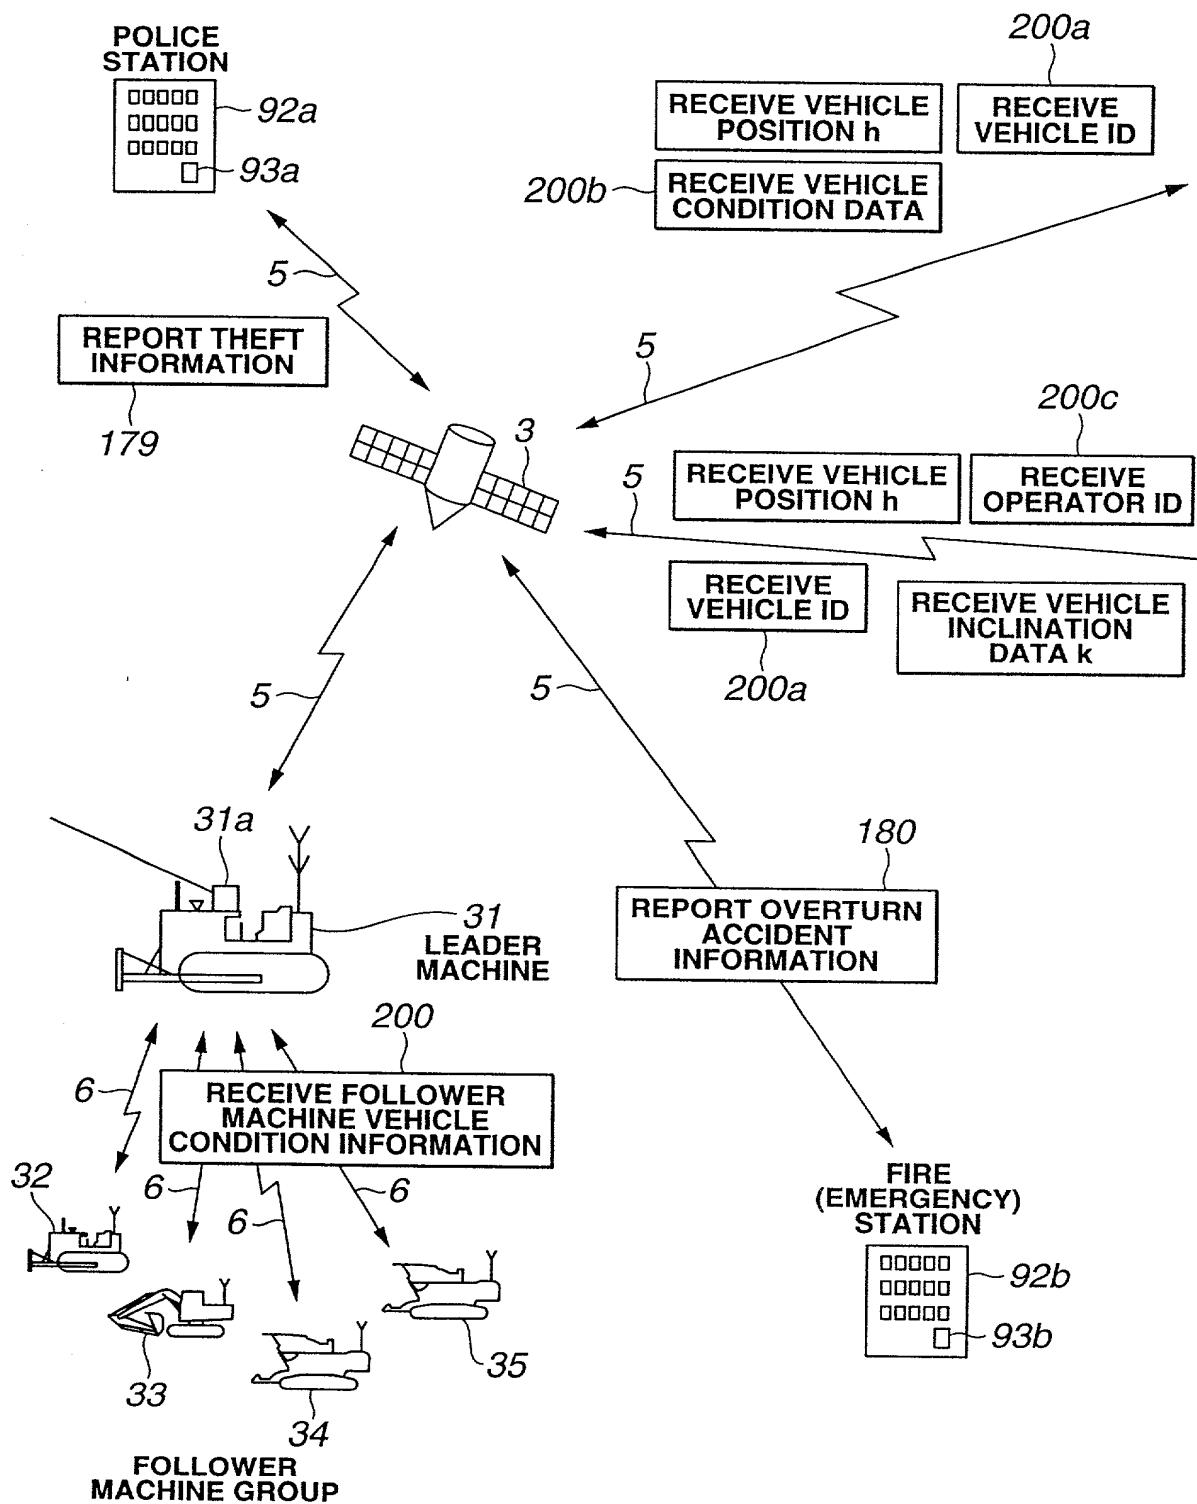 POLICE
STATION
92a
93a
200a
RECEIVE VEHICLE
POSITION h
RECEIVE
VEHICLE ID
200b
RECEIVE VEHICLE
CONDITION DATA
5
REPORT THEFT
INFORMATION
179
5
3
200c
5
RECEIVE VEHICLE
POSITION h
RECEIVE
OPERATOR ID
RECEIVE
VEHICLE ID
200a
RECEIVE VEHICLE
INCLINATION
DATA k
5
5
31a
31
LEADER
MACHINE
180
REPORT OVERTURN
ACCIDENT
INFORMATION
200
6
RECEIVE FOLLOWER
MACHINE VEHICLE
CONDITION INFORMATION
32
6
6
6
33
34
35
FOLLOWER
MACHINE GROUP
FIRE
(EMERGENCY)
STATION
92b
93b